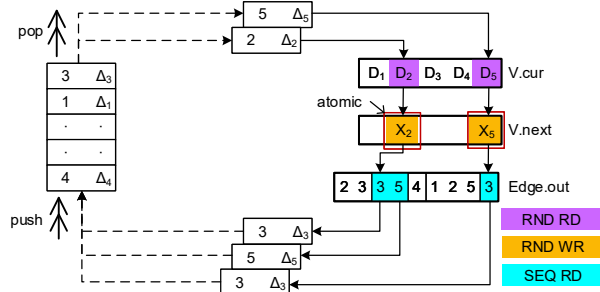 pop
5 Δ5
2 Δ2
3 Δ3
1 Δ1
. .
. .
4 Δ4
push
D1 D2 D3 D4 D5 V.cur
atomic
X2 X5 V.next
2 3 3 5 4 1 2 5 3 Edge.out
3 Δ3
5 Δ5
3 Δ3
RND RD
RND WR
SEQ RD